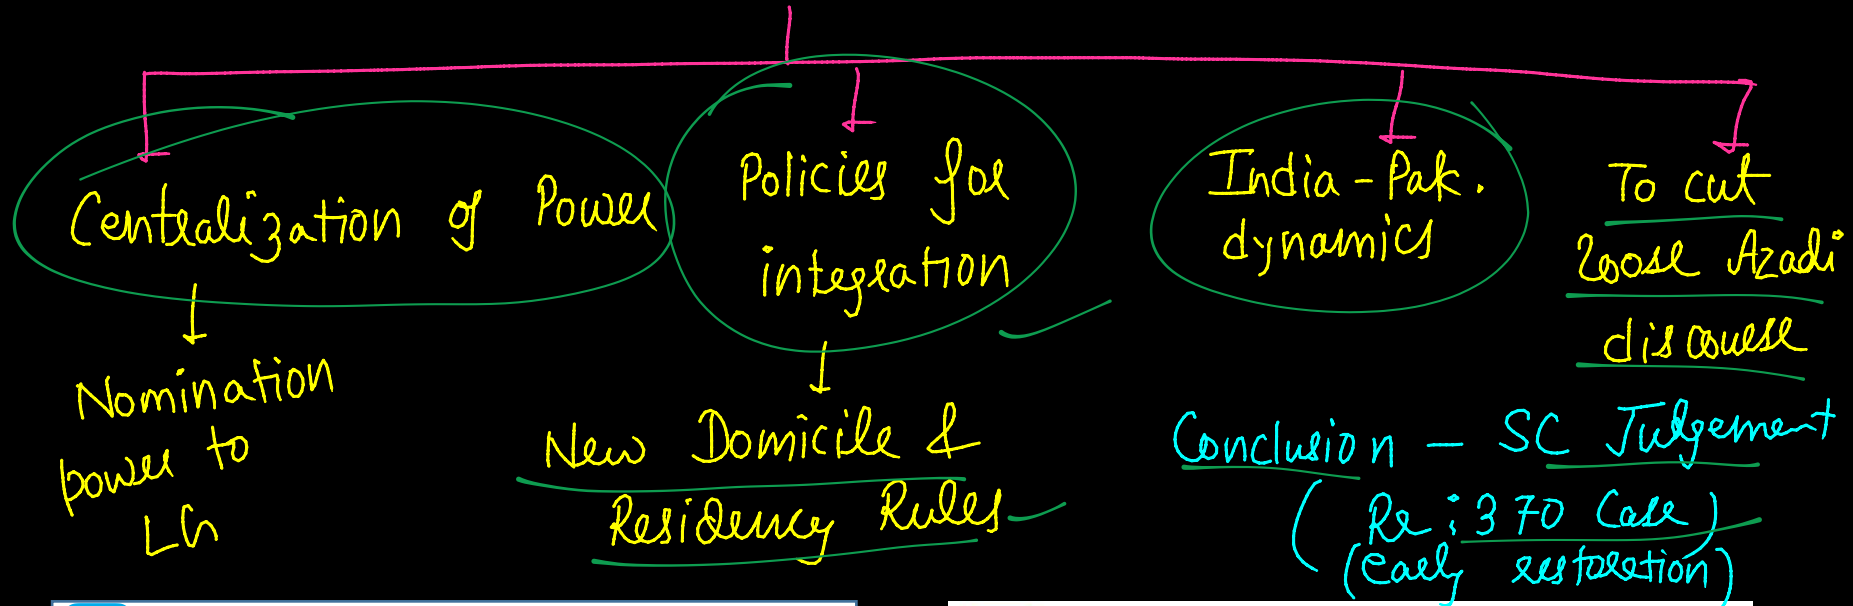 Centralization of Power
Nomination
power to
LG
Policies for
integration
New Domicile &
Residency Rules
India - Pak.
dynamics
To cut
loose Azadi
discourse
Conclusion - SC Judgement
(Re: 370 Case)
(early restoration)